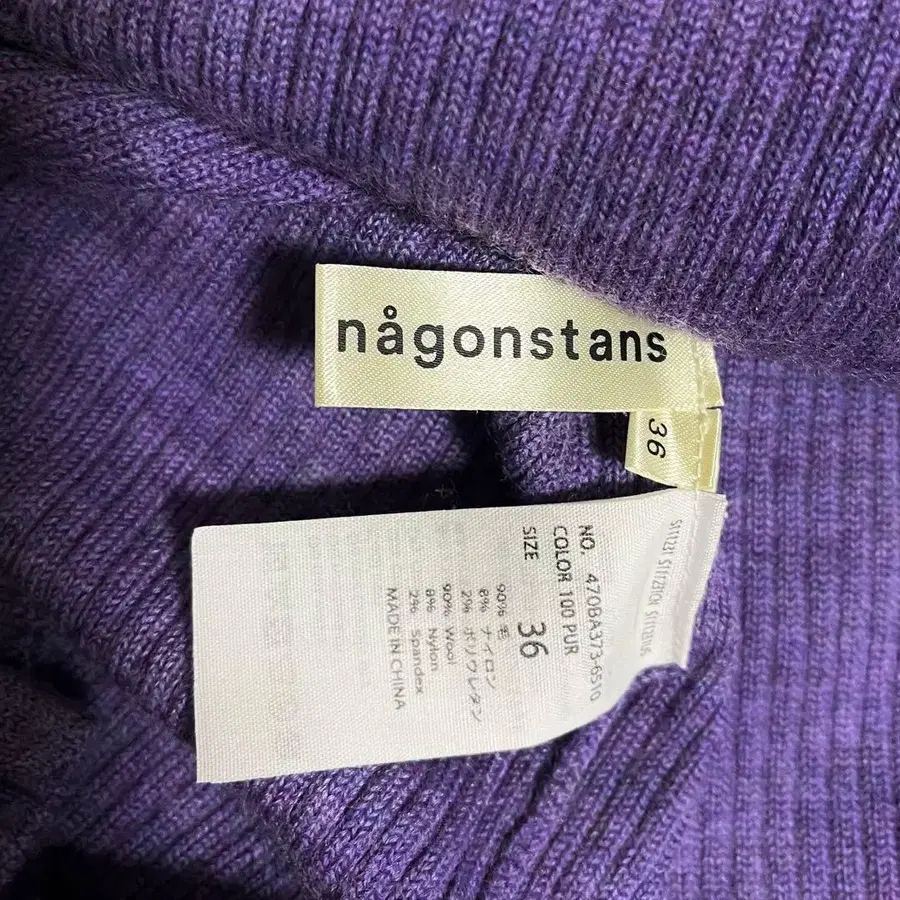 någonstans
36
NO. 470BA373-6510
COLOR 100 PUR
SIZE 36
90% 毛
8% ナイロン
2% ポリウレタン
90% Wool
8% Nylon
2% Spandex
MADE IN CHINA